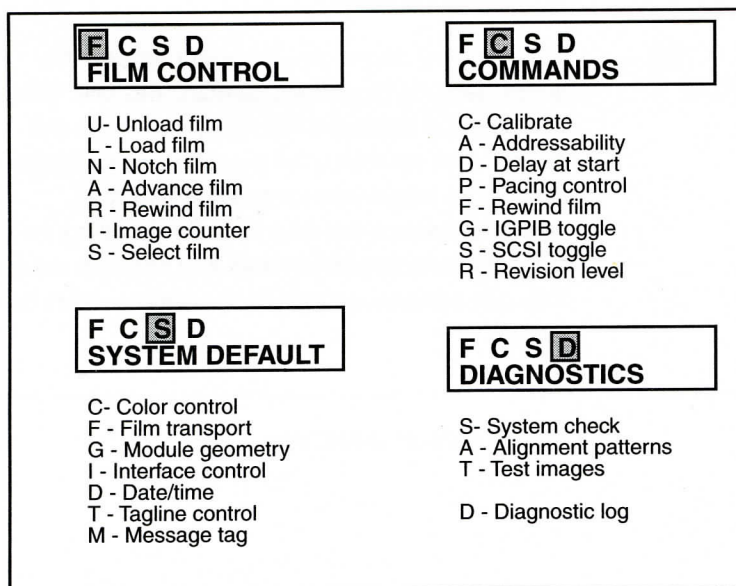 F C S D
FILM CONTROL
U- Unload film
L - Load film
N - Notch film
A - Advance film
R - Rewind film
I - Image counter
S - Select film
F C S D
COMMANDS
C- Calibrate
A - Addressability
D - Delay at start
P - Pacing control
F - Rewind film
G - IGPIB toggle
S - SCSI toggle
R - Revision level
F C S D
SYSTEM DEFAULT
C- Color control
F - Film transport
G - Module geometry
I - Interface control
D - Date/time
T - Tagline control
M - Message tag
F C S D
DIAGNOSTICS
S- System check
A - Alignment patterns
T - Test images
D - Diagnostic log